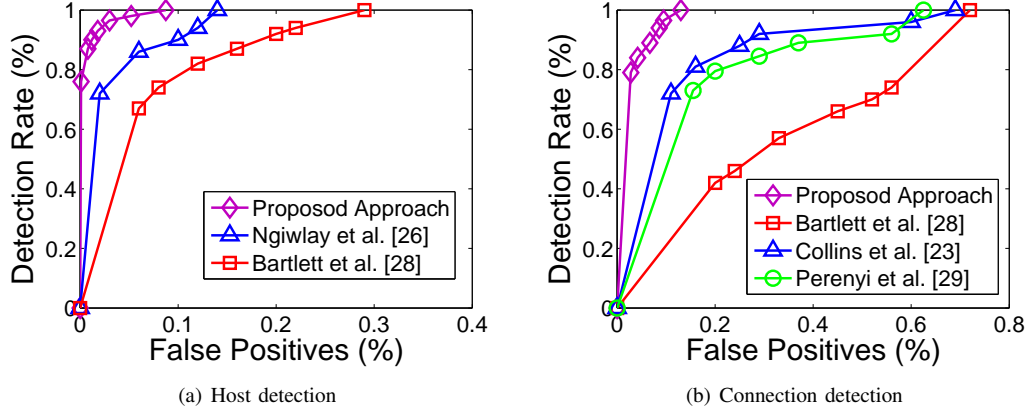 Detection Rate (%)
1
0.8
0.6
0.4
0.2
0
0
0.1
0.2
0.3
0.4
False Positives (%)
Proposod Approach
Ngiwlay et al. [26]
Bartlett et al. [28]
(a) Host detection
Detection Rate (%)
1
0.8
0.6
0.4
0.2
0
0
0.2
0.4
0.6
0.8
False Positives (%)
Proposod Approach
Bartlett et al. [28]
Collins et al. [23]
Perenyi et al. [29]
(b) Connection detection